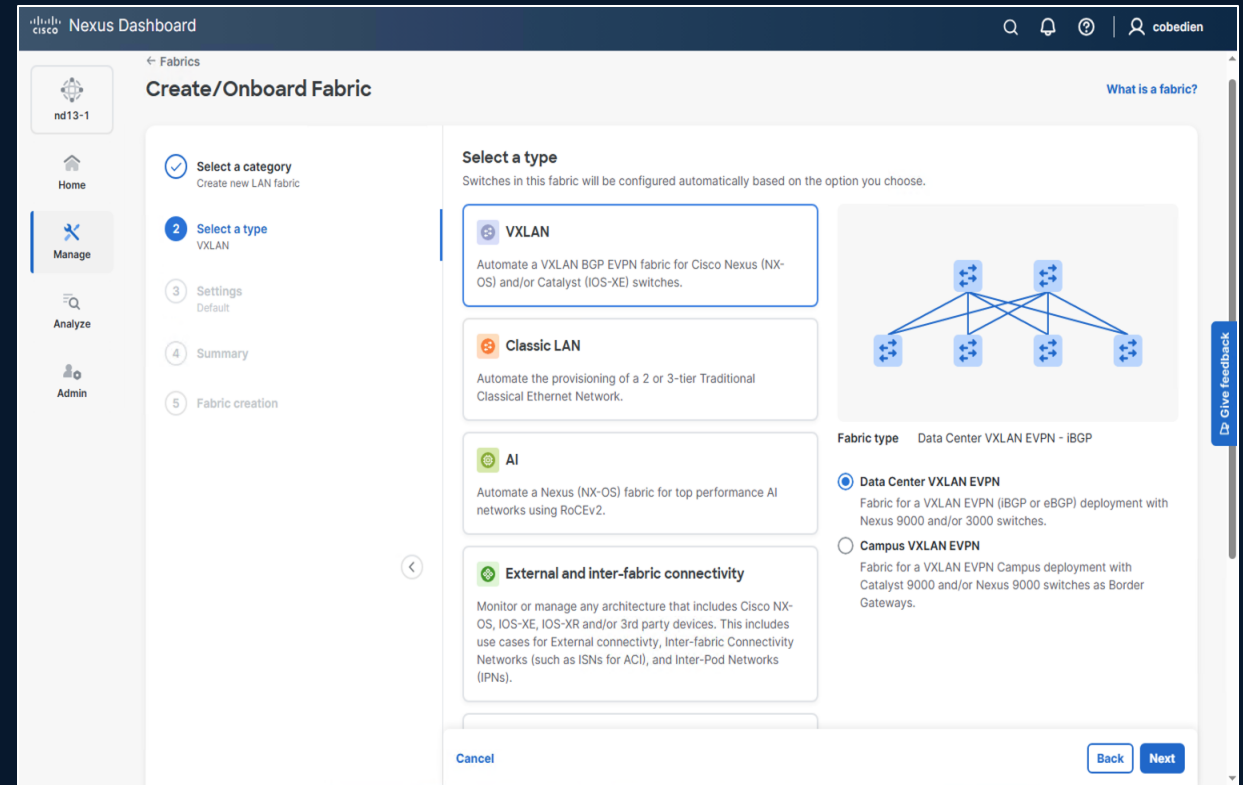 cisco Nexus Dashboard
cobedien
nd13-1
Home
Manage
Analyze
Admin
← Fabrics
Create/Onboard Fabric
What is a fabric?
Select a category
Create new LAN fabric
2 Select a type
VXLAN
3 Settings
Default
4 Summary
5 Fabric creation
Select a type
Switches in this fabric will be configured automatically based on the option you choose.
VXLAN
Automate a VXLAN BGP EVPN fabric for Cisco Nexus (NX-
OS) and/or Catalyst (IOS-XE) switches.
Classic LAN
Automate the provisioning of a 2 or 3-tier Traditional
Classical Ethernet Network.
AI
Automate a Nexus (NX-OS) fabric for top performance AI
networks using RoCEv2.
External and inter-fabric connectivity
Monitor or manage any architecture that includes Cisco NX-
OS, IOS-XE, IOS-XR and/or 3rd party devices. This includes
use cases for External connectivty, Inter-fabric Connectivity
Networks (such as ISNs for ACI), and Inter-Pod Networks
(IPNs).
Fabric type Data Center VXLAN EVPN - iBGP
Data Center VXLAN EVPN
Fabric for a VXLAN EVPN (iBGP or eBGP) deployment with
Nexus 9000 and/or 3000 switches.
Campus VXLAN EVPN
Fabric for a VXLAN EVPN Campus deployment with
Catalyst 9000 and/or Nexus 9000 switches as Border
Gateways.
Give feedback
Cancel
Back
Next